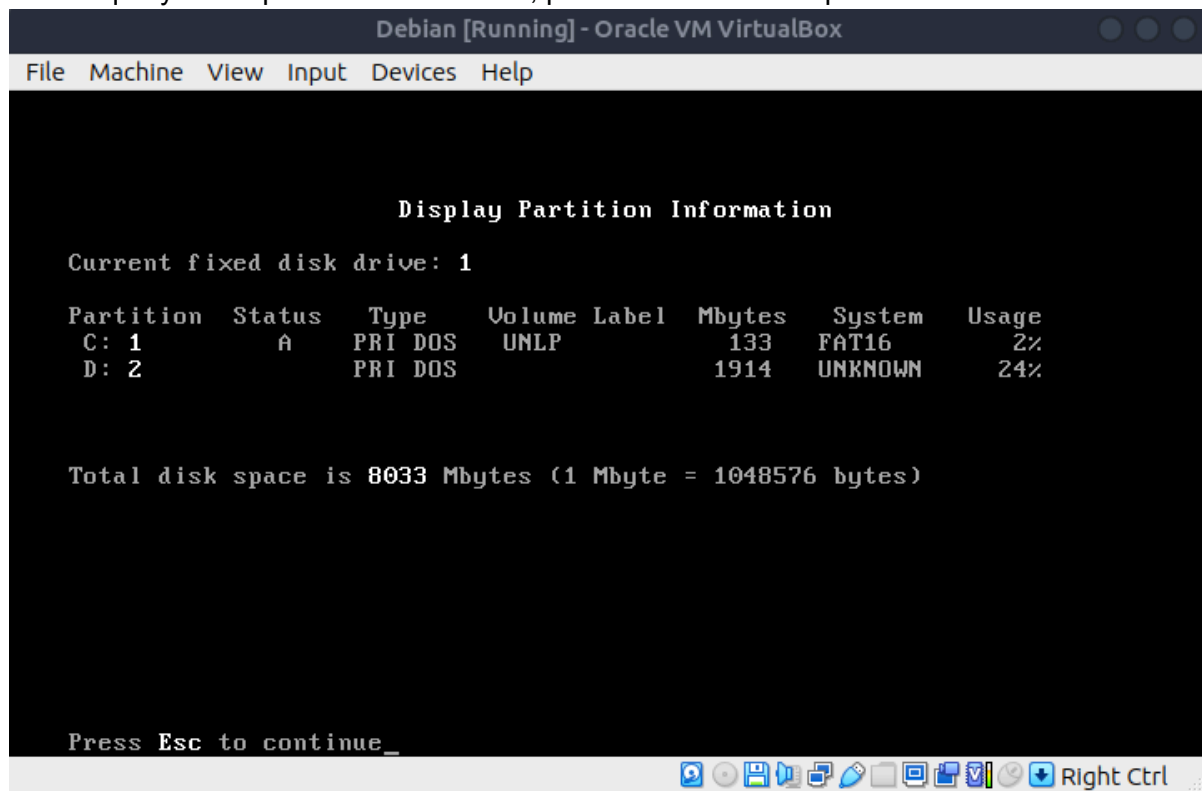 Debian [Running] - Oracle VM VirtualBox
File Machine View Input Devices Help
Display Partition Information
Current fixed disk drive: 1
Partition Status Type Volume Label Mbytes System Usage
C: 1 A PRI DOS UNLP 133 FAT16 2%
D: 2 PRI DOS 1914 UNKNOWN 24%
Total disk space is 8033 Mbytes (1 Mbyte = 1048576 bytes)
Press Esc to continue_
Right Ctrl